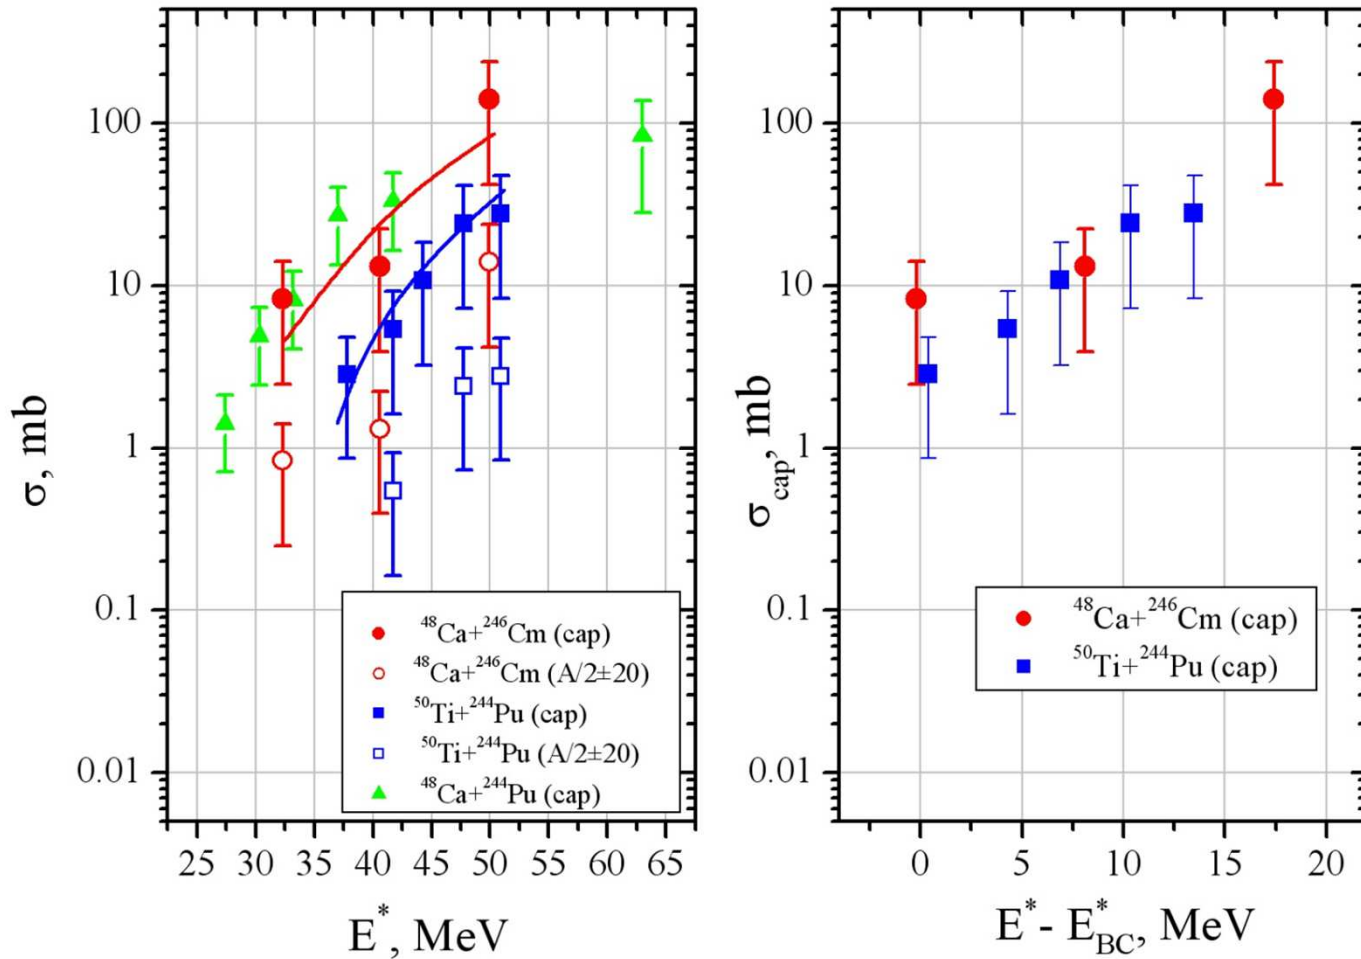 σ, mb
100
10
1
0.1
0.01
⁴⁸Ca+²⁴⁶Cm (cap)
⁴⁸Ca+²⁴⁶Cm (A/2±20)
⁵⁰Ti+²⁴⁴Pu (cap)
⁵⁰Ti+²⁴⁴Pu (A/2±20)
⁴⁸Ca+²⁴⁴Pu (cap)
25 30 35 40 45 50 55 60 65
E*, MeV
σcap, mb
100
10
1
0.1
0.01
⁴⁸Ca+²⁴⁶Cm (cap)
⁵⁰Ti+²⁴⁴Pu (cap)
0 5 10 15 20
E* - E*BC, MeV